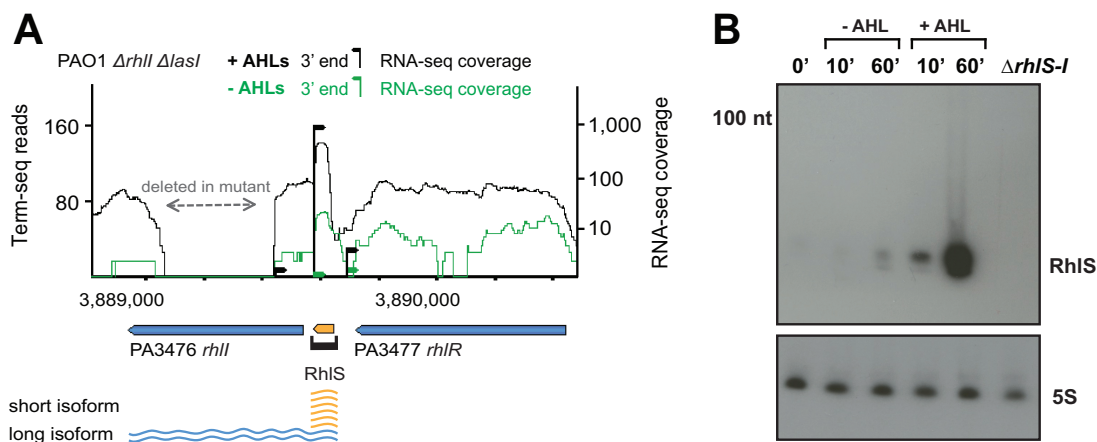 A
PAO1 ΔrhlI ΔlasI
+ AHLs 3' end RNA-seq coverage
- AHLs 3' end RNA-seq coverage
Term-seq reads
160
80
deleted in mutant
1,000
100
10
RNA-seq coverage
3,889,000 3,890,000
PA3476 rhlI
PA3477 rhlR
RhlS
short isoform
long isoform
B
- AHL + AHL
0' 10' 60' 10' 60' ΔrhlS-I
100 nt
RhlS
5S